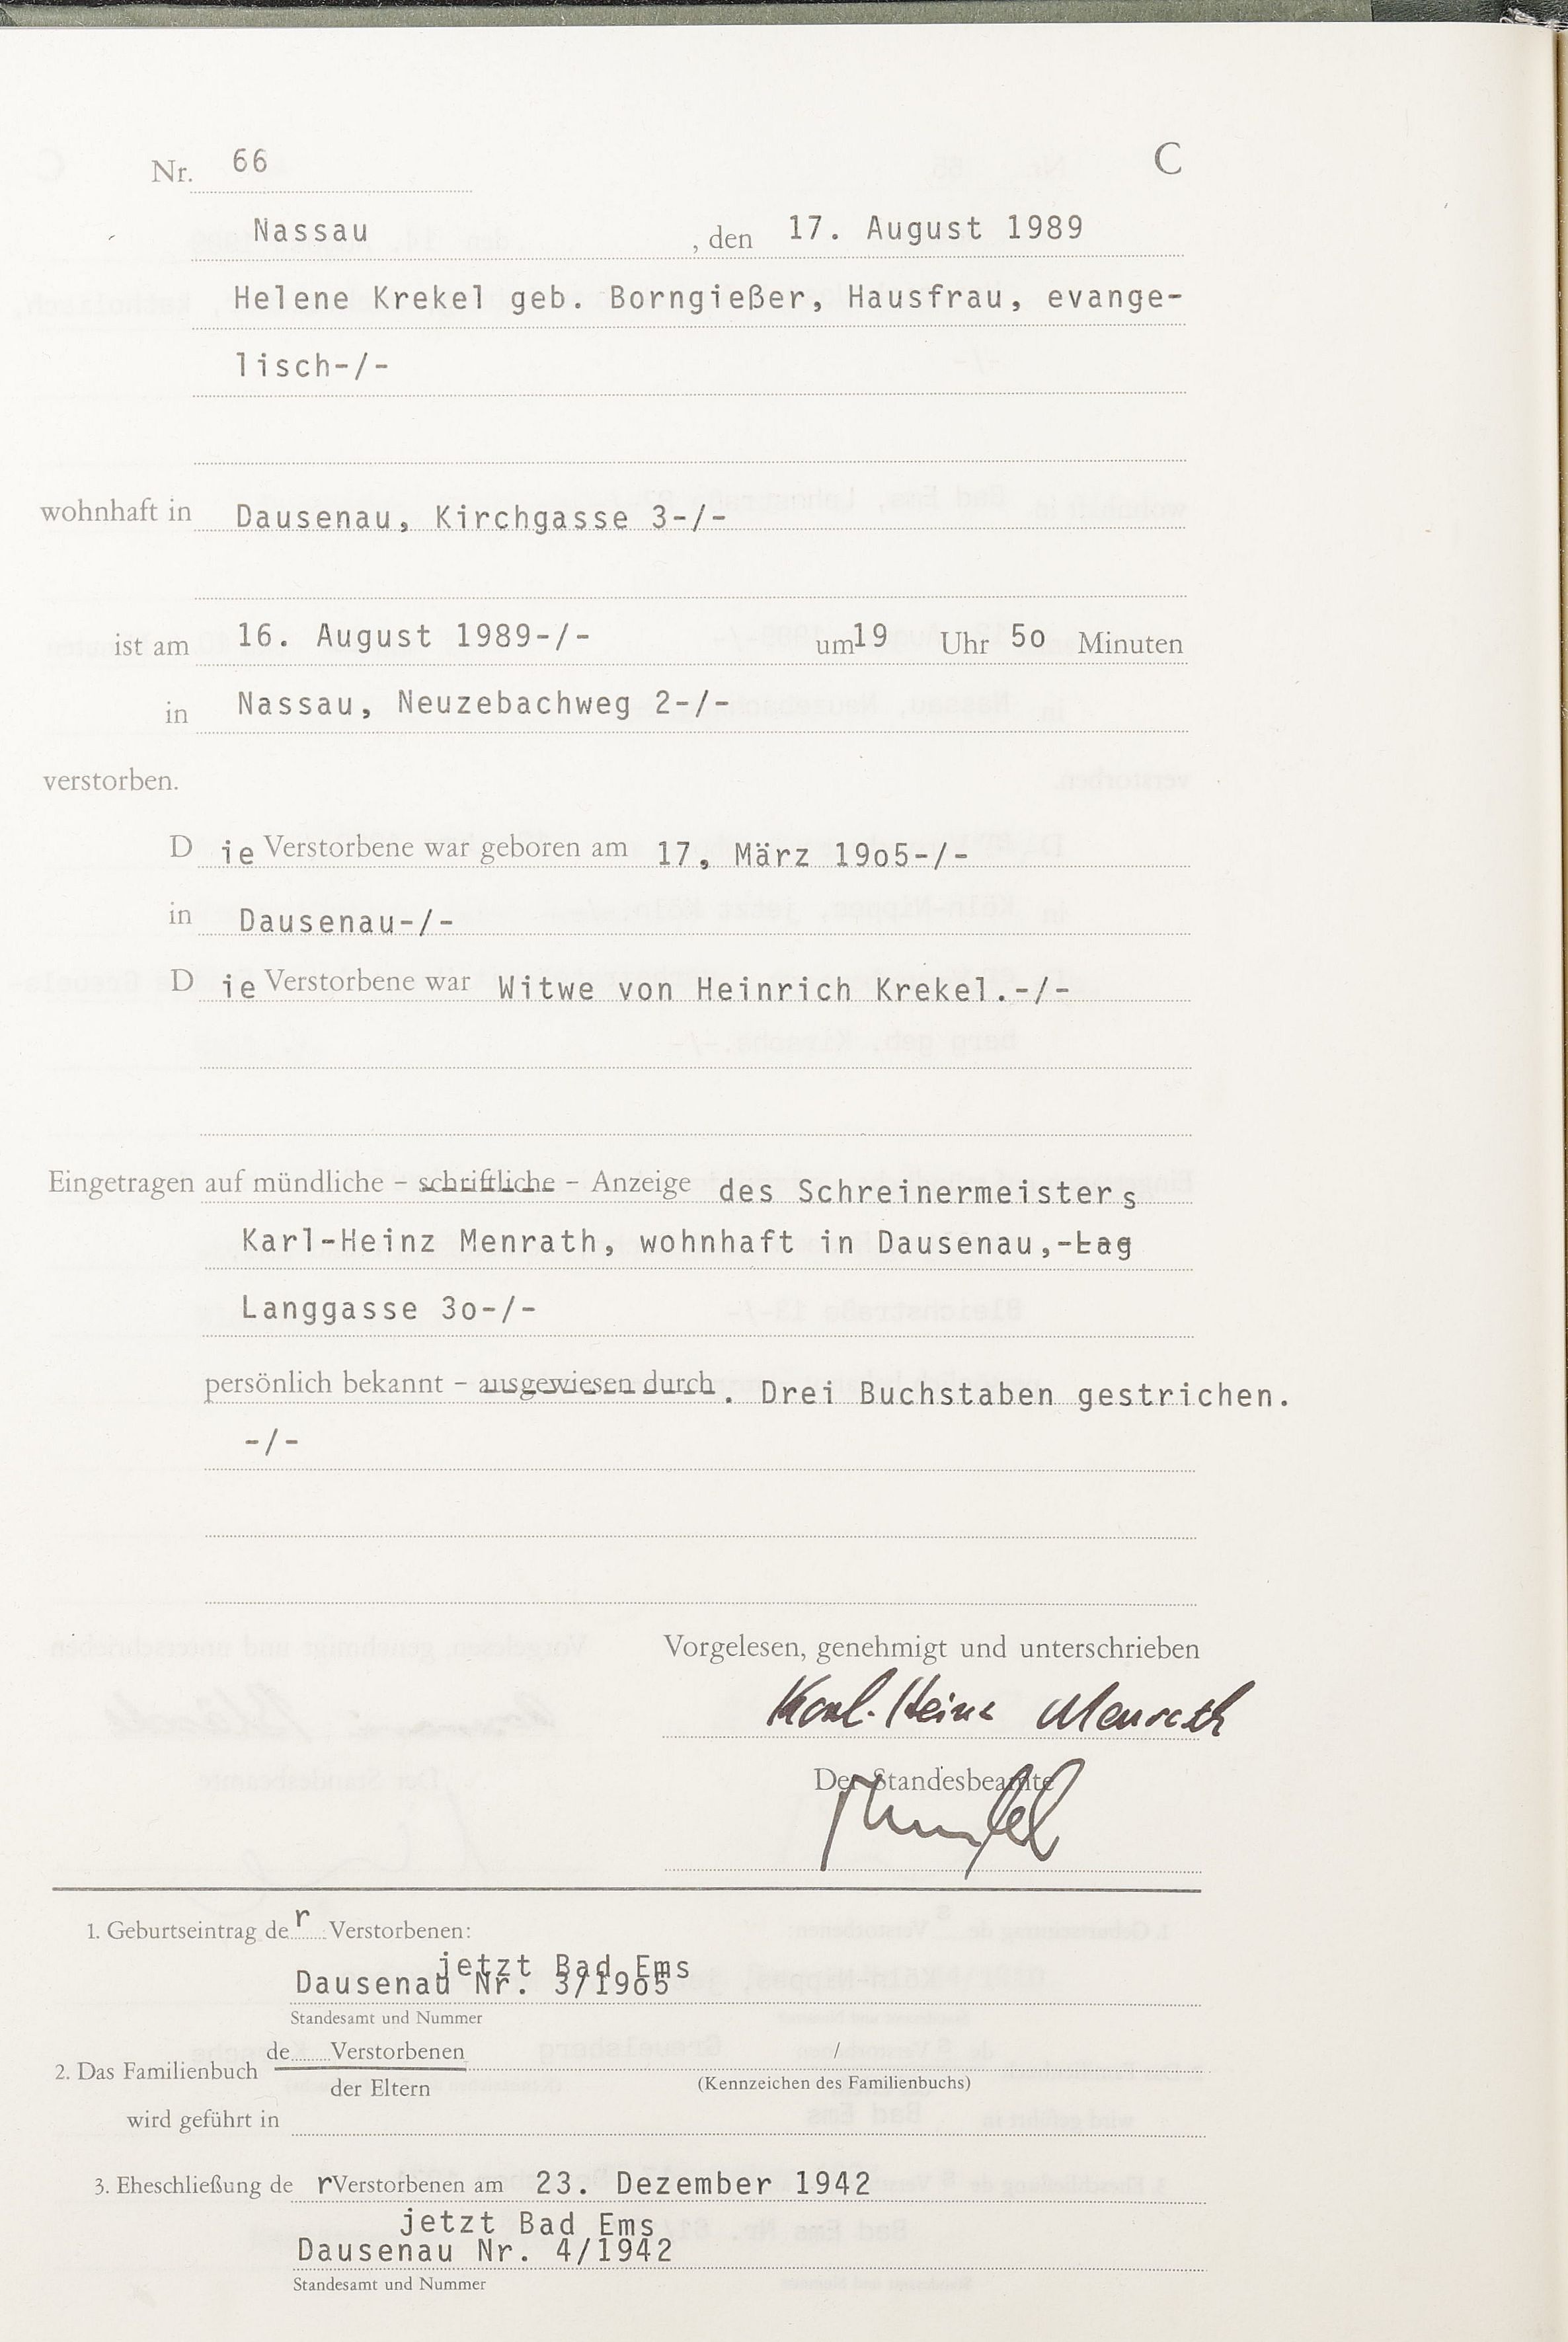 Nr. 66 C
Nassau , den 17. August 1989
Helene Krekel geb. Borngießer, Hausfrau, evange-
lisch-/-
wohnhaft in Dausenau, Kirchgasse 3-/-
ist am 16. August 1989-/- um 19 Uhr 5o Minuten
in Nassau, Neuzebachweg 2-/-
verstorben.
D ie Verstorbene war geboren am 17, März 19o5-/-
in Dausenau-/-
D ie Verstorbene war Witwe von Heinrich Krekel.-/-
Eingetragen auf mündliche - schriftliche - Anzeige des Schreinermeisters
Karl-Heinz Menrath, wohnhaft in Dausenau,-Lag
Langgasse 3o-/-
persönlich bekannt - ausgewiesen durch. Drei Buchstaben gestrichen.
-/-
Vorgelesen, genehmigt und unterschrieben
Karl-Heinz Menrath
Der Standesbeamte
1. Geburtseintrag de r Verstorbenen:
jetzt Bad Ems
Dausenau Nr. 3/19o5
Standesamt und Nummer
2. Das Familienbuch de Verstorbenen /
der Eltern (Kennzeichen des Familienbuchs)
wird geführt in
3. Eheschließung de r Verstorbenen am 23. Dezember 1942
jetzt Bad Ems
Dausenau Nr. 4/1942
Standesamt und Nummer